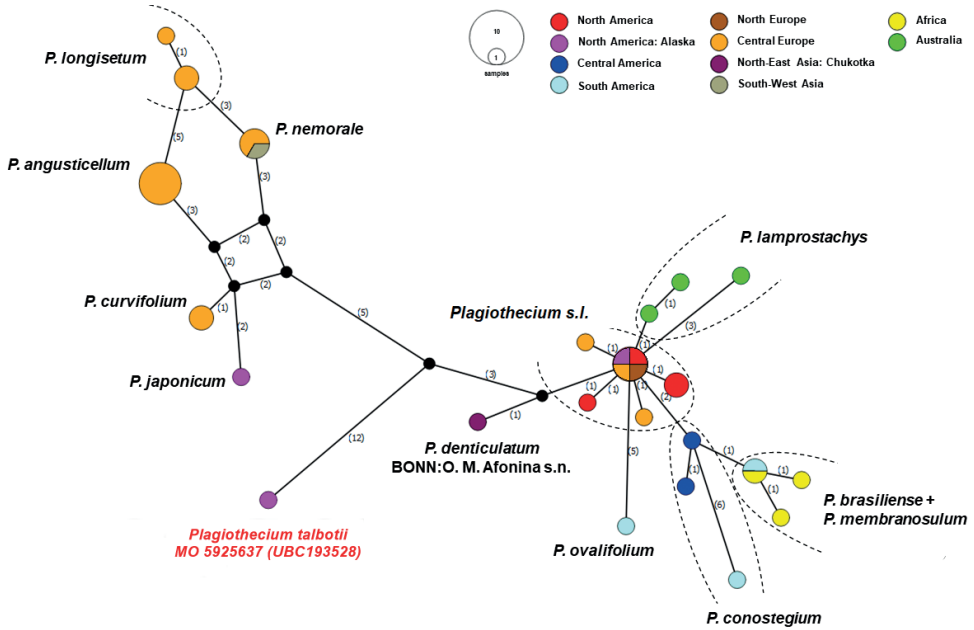 10
1
samples
North America
North America: Alaska
Central America
South America
North Europe
Central Europe
North-East Asia: Chukotka
South-West Asia
Africa
Australia
P. longisetum
(1)
(3)
(5)
P. nemorale
P. angusticellum
(3)
(3)
(2)
(2)
(2)
(2)
P. curvifolium
(1)
(2)
P. japonicum
(5)
(12)
(3)
(1)
Plagiothecium talbotii
MO 5925637 (UBC193528)
P. denticulatum
BONN:O. M. Afonina s.n.
P. lamprostachys
(1)
(3)
Plagiothecium s.l.
(1)
(1)
(1)
(1)
(1)
(1)
(2)
(5)
P. ovalifolium
(1)
(1)
(6)
(1)
(1)
P. brasiliense +
P. membranosulum
P. conostegium